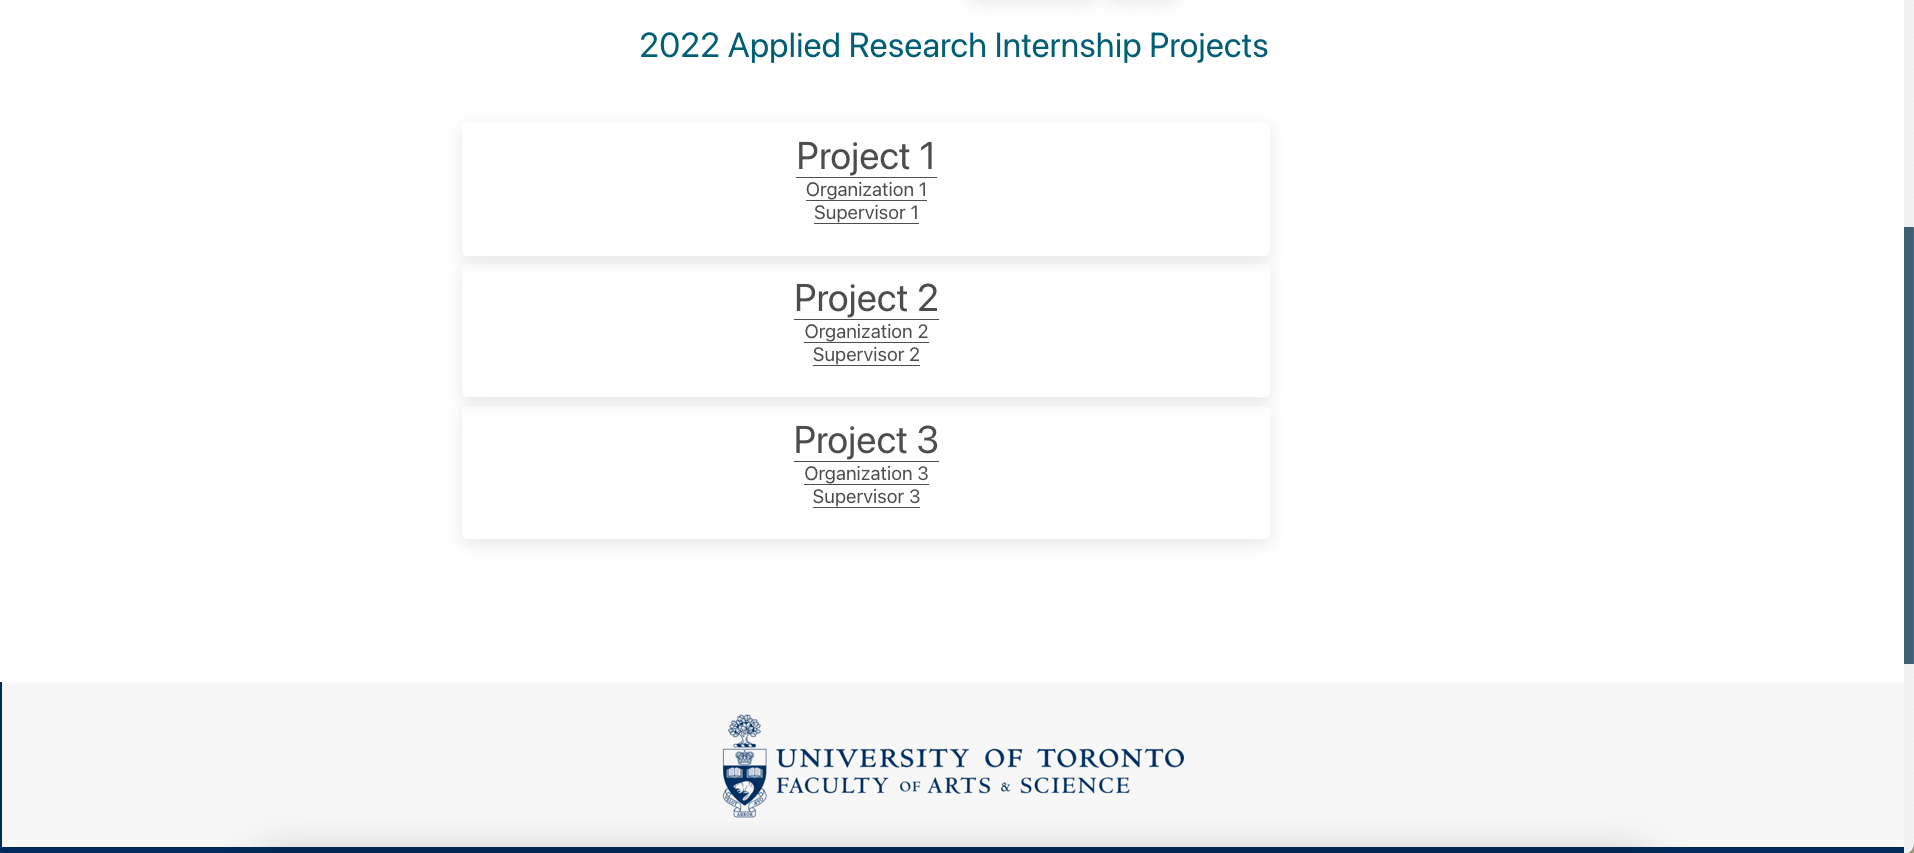 2022 Applied Research Internship Projects
Project 1
Organization 1
Supervisor 1
Project 2
Organization 2
Supervisor 2
Project 3
Organization 3
Supervisor 3
UNIVERSITY OF TORONTO
FACULTY OF ARTS & SCIENCE